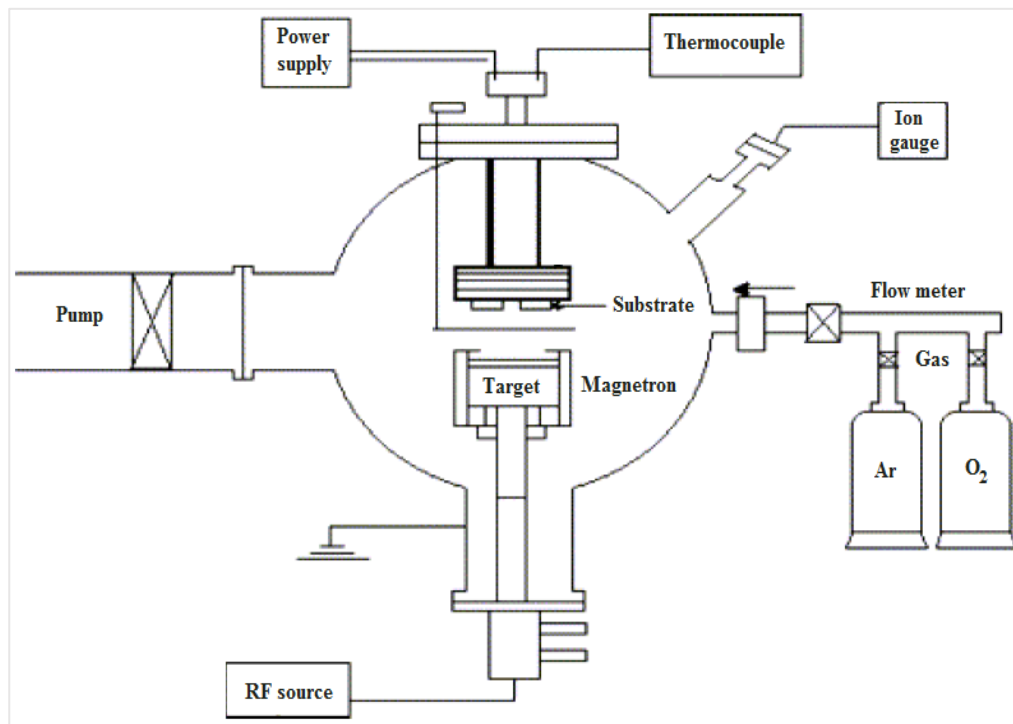 Power
supply
Thermocouple
Ion
gauge
Substrate
Flow meter
Pump
Gas
Target
Magnetron
Ar
O₂
RF source